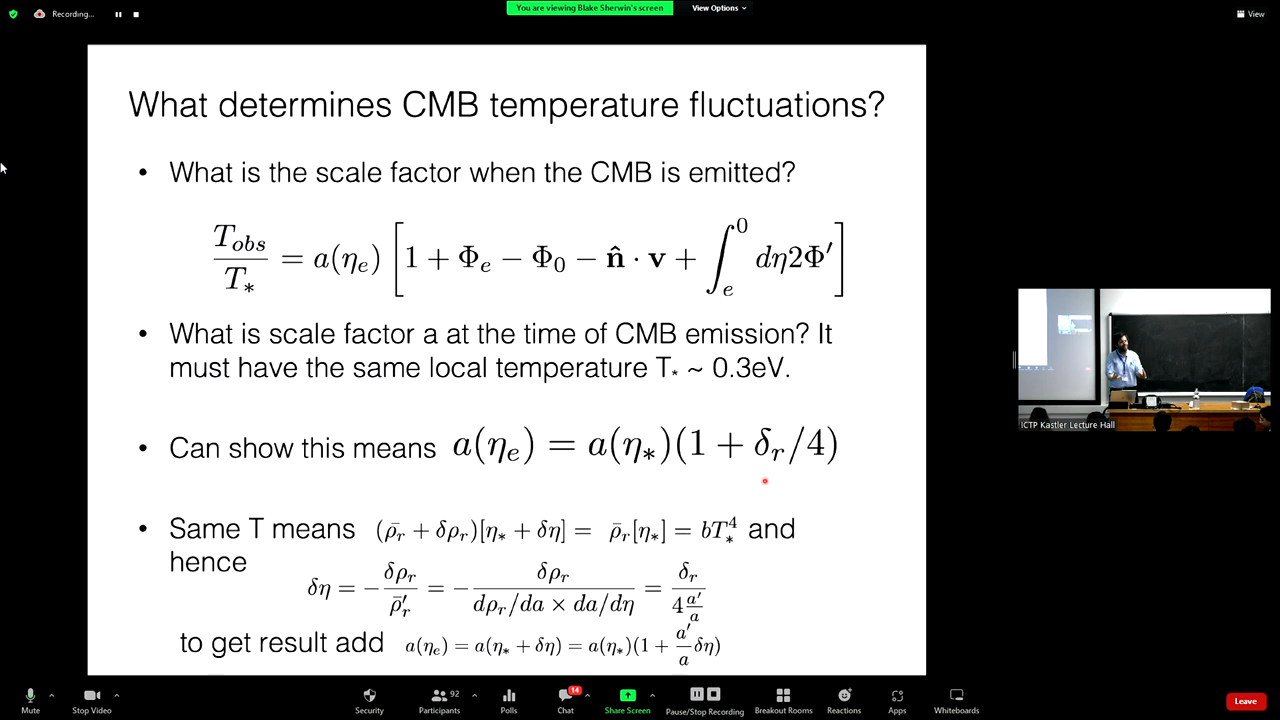 Recording...
You are viewing Blake Sherwin's screen
View Options
View
What determines CMB temperature fluctuations?
• What is the scale factor when the CMB is emitted?
T_obs/T_* = a(η_e) [1 + Φ_e − Φ_0 − n̂ · v + ∫_e^0 dη2Φ′]
• What is scale factor a at the time of CMB emission? It
must have the same local temperature T* ~ 0.3eV.
• Can show this means a(η_e) = a(η_*)(1 + δ_r/4)
• Same T means (ρ̄_r + δρ_r)[η_* + δη] = ρ̄_r[η_*] = bT_*^4 and
hence
δη = −δρ_r/ρ̄′_r = −δρ_r/(dρ_r/da × da/dη) = δ_r/(4 a′/a)
to get result add a(η_e) = a(η_* + δη) = a(η_*)(1 + a′/a δη)
ICTP Kastler Lecture Hall
Mute
Stop Video
Security
92
Participants
Polls
14
Chat
Share Screen
Pause/Stop Recording
Breakout Rooms
Reactions
Apps
Whiteboards
Leave